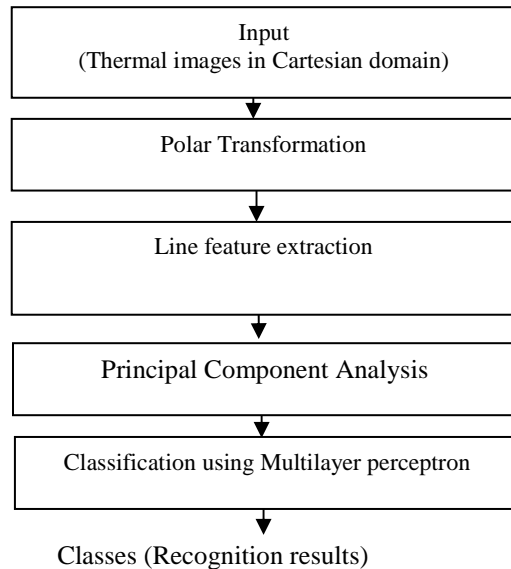 Input
(Thermal images in Cartesian domain)
Polar Transformation
Line feature extraction
Principal Component Analysis
Classification using Multilayer perceptron
Classes (Recognition results)